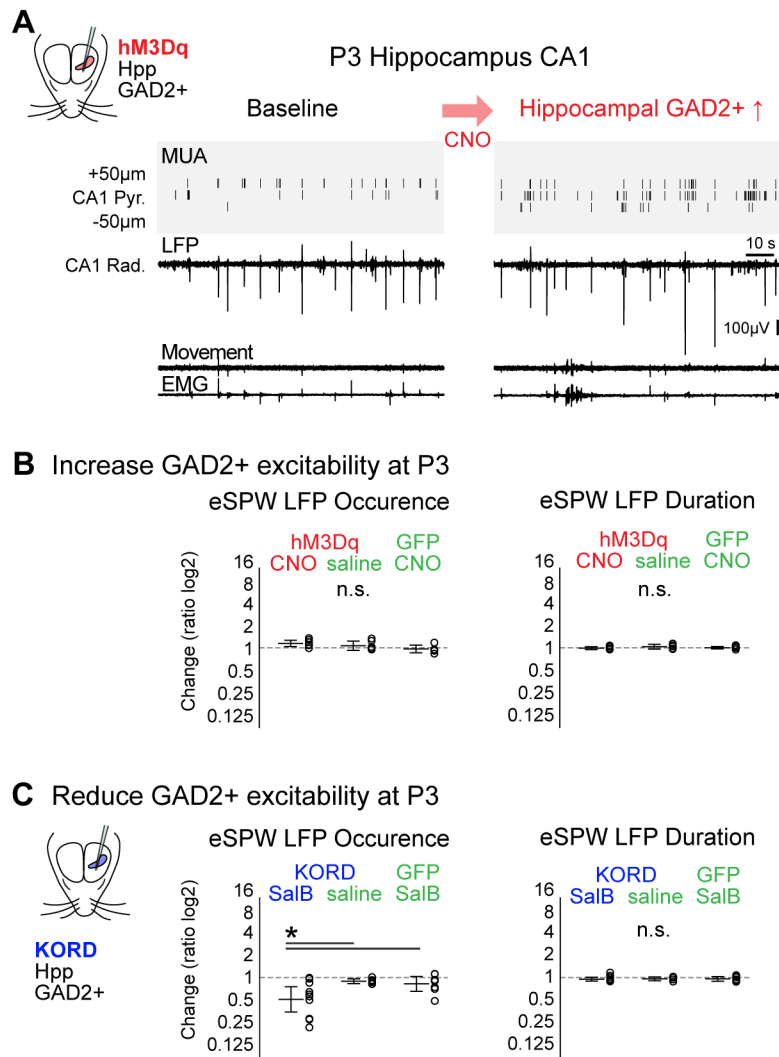 A
hM3Dq
Hpp
GAD2+
P3 Hippocampus CA1
Baseline
CNO
Hippocampal GAD2+ ↑
MUA
+50µm
CA1 Pyr.
-50µm
LFP
CA1 Rad.
10 s
100µV
Movement
EMG
B Increase GAD2+ excitability at P3
eSPW LFP Occurence
hM3Dq GFP
CNO saline CNO
n.s.
Change (ratio log2)
16
8
4
2
1
0.5
0.25
0.125
eSPW LFP Duration
hM3Dq GFP
CNO saline CNO
n.s.
16
8
4
2
1
0.5
0.25
0.125
C Reduce GAD2+ excitability at P3
KORD
Hpp
GAD2+
eSPW LFP Occurence
KORD GFP
SalB saline SalB
*
Change (ratio log2)
16
8
4
2
1
0.5
0.25
0.125
eSPW LFP Duration
KORD GFP
SalB saline SalB
n.s.
16
8
4
2
1
0.5
0.25
0.125